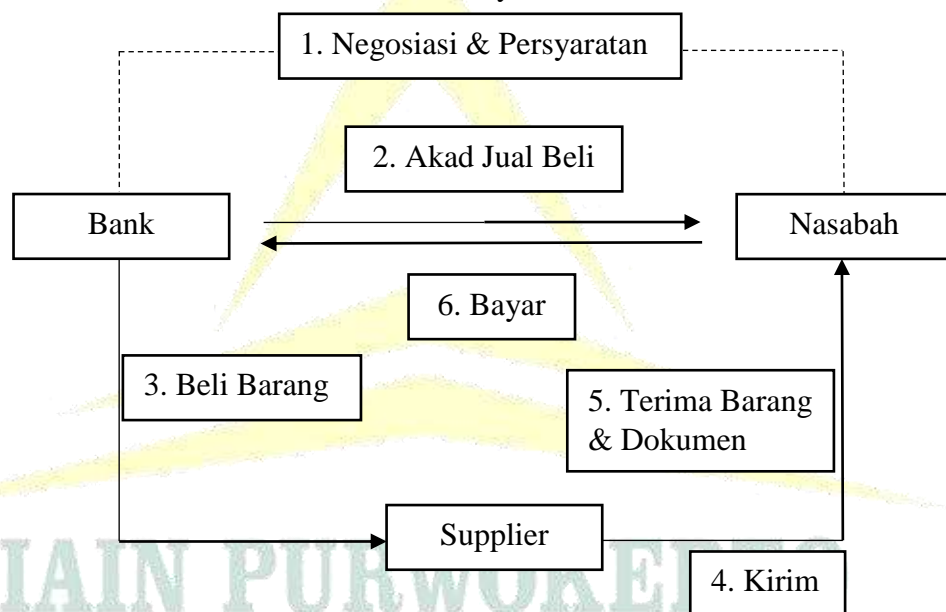 1. Negosiasi & Persyaratan
2. Akad Jual Beli
Bank
Nasabah
6. Bayar
3. Beli Barang
5. Terima Barang
& Dokumen
Supplier
4. Kirim
IAIN PURWOKERTO